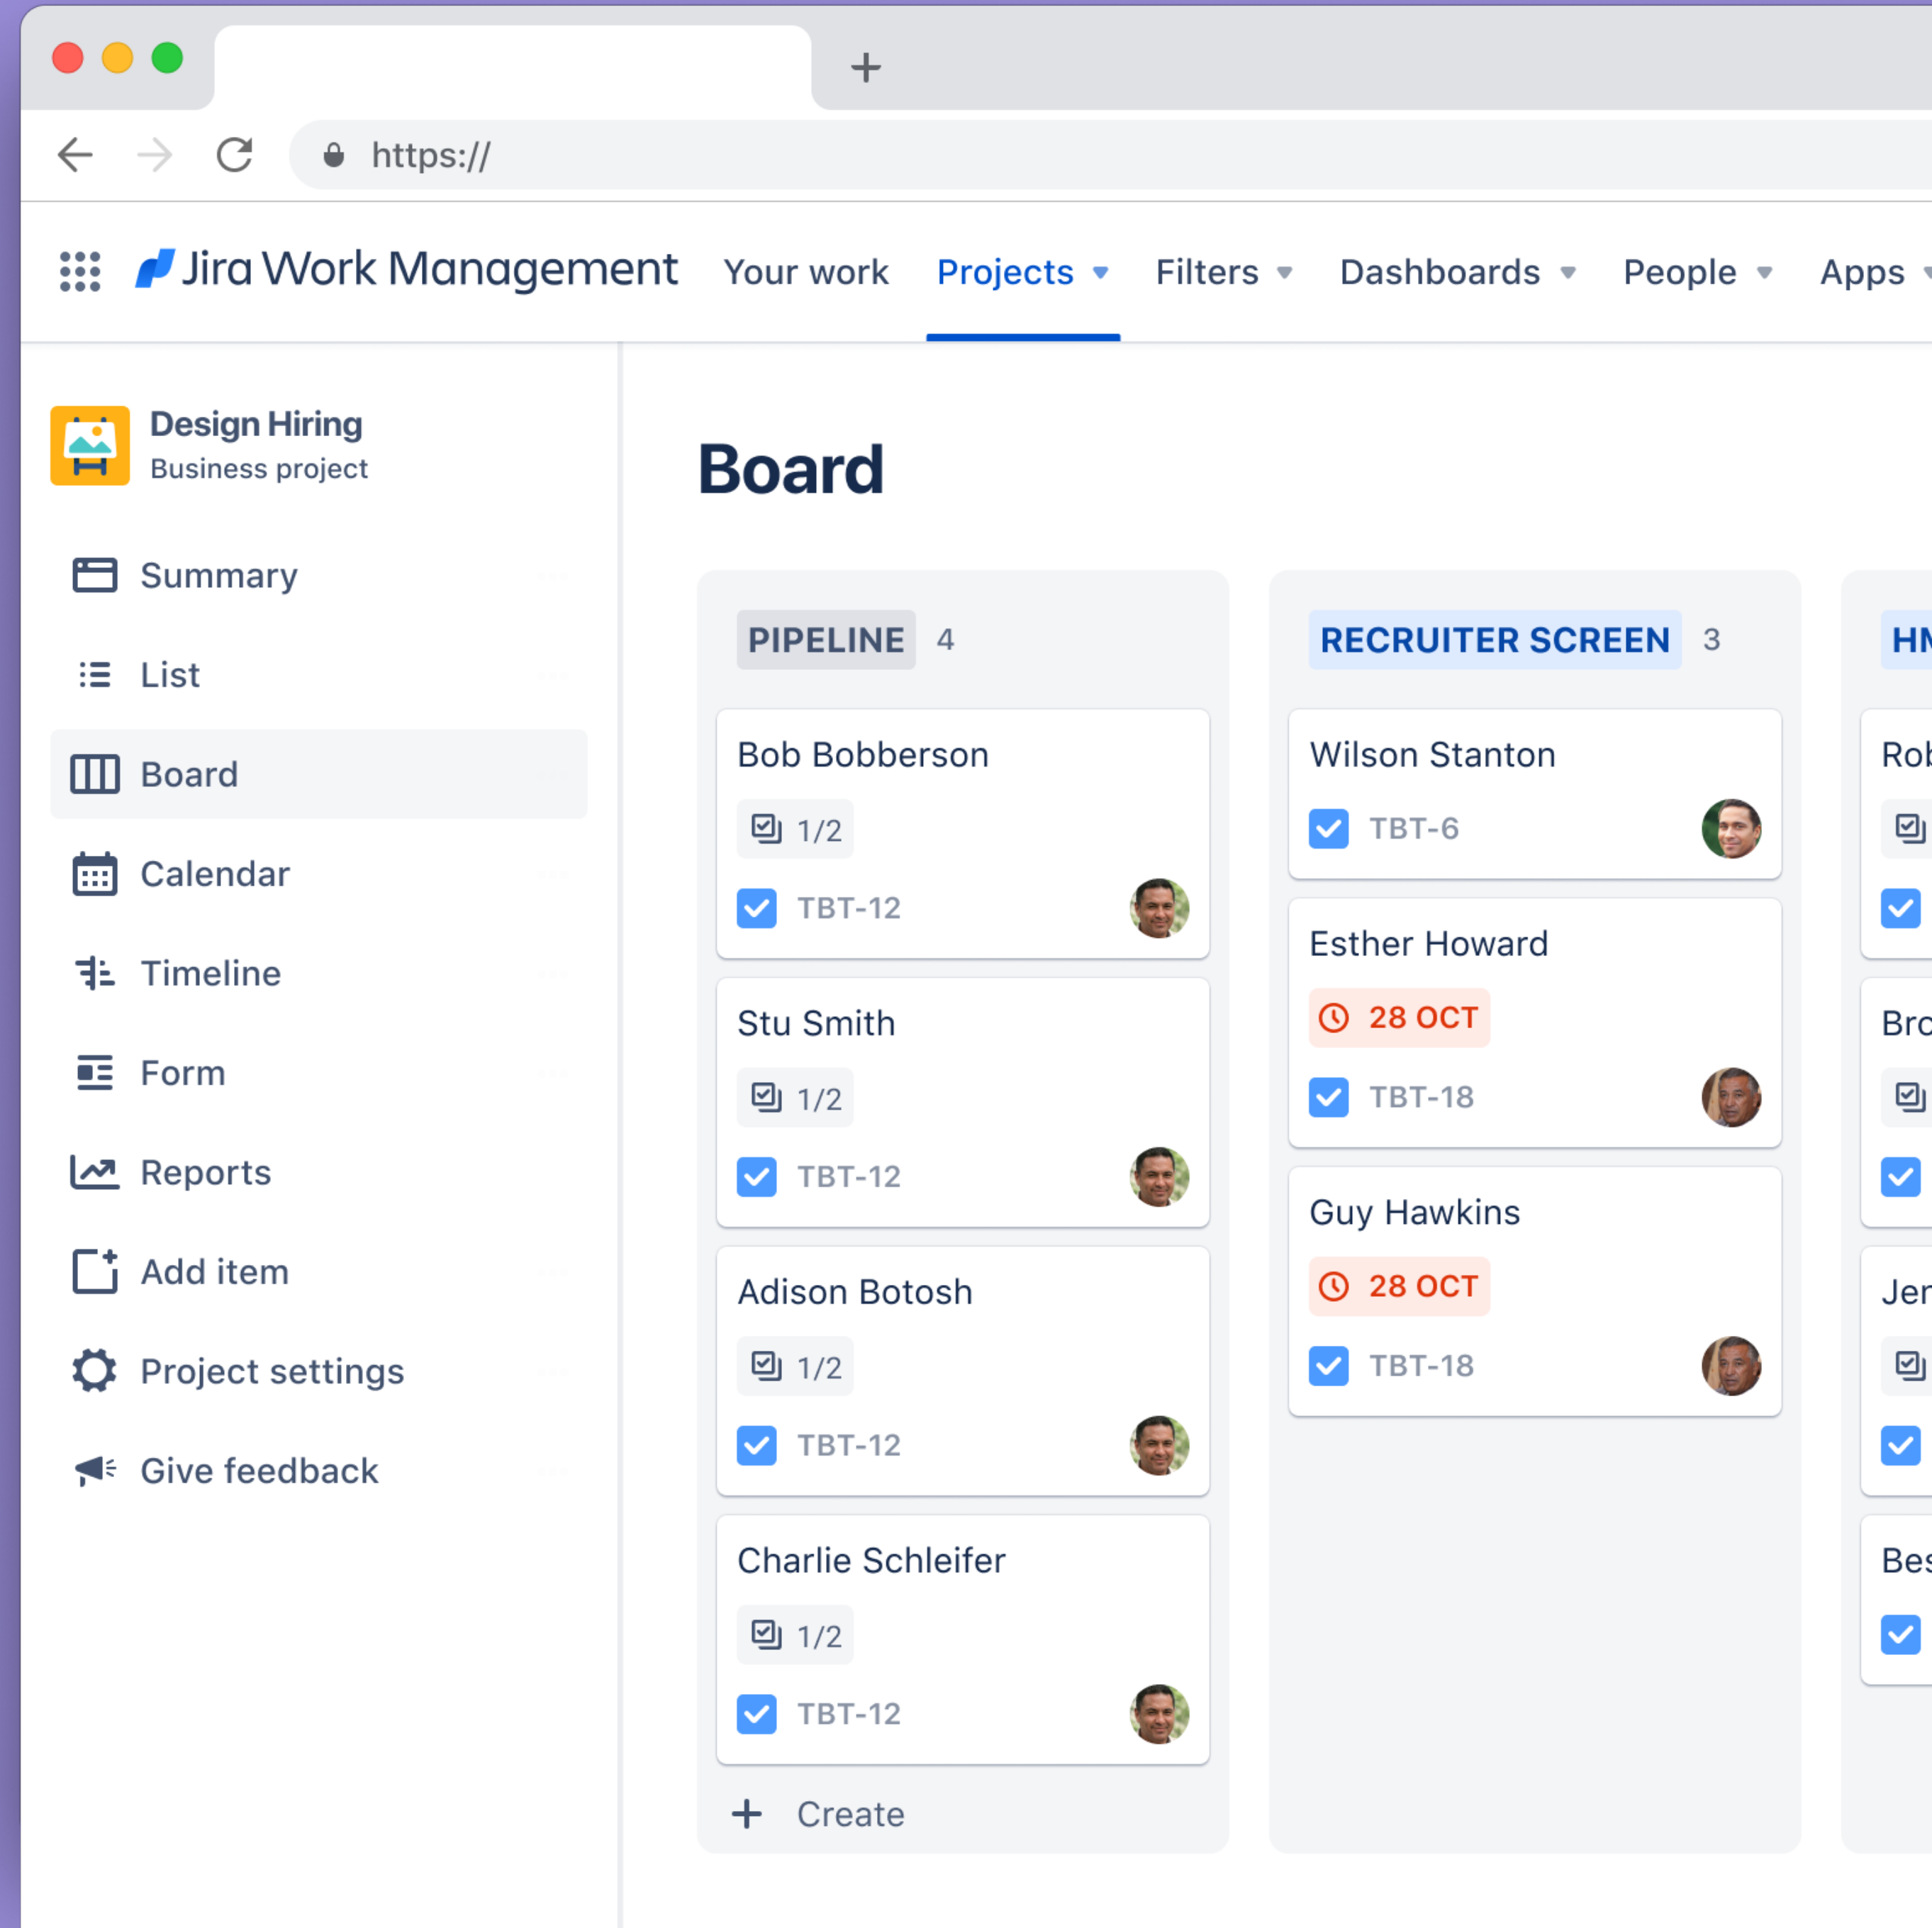 https://
Jira Work Management
Your work
Projects
Filters
Dashboards
People
Apps
Design Hiring
Business project
Summary
List
Board
Calendar
Timeline
Form
Reports
Add item
Project settings
Give feedback
Board
PIPELINE 4
Bob Bobberson
1/2
TBT-12
Stu Smith
1/2
TBT-12
Adison Botosh
1/2
TBT-12
Charlie Schleifer
1/2
TBT-12
Create
RECRUITER SCREEN 3
Wilson Stanton
TBT-6
Esther Howard
28 OCT
TBT-18
Guy Hawkins
28 OCT
TBT-18